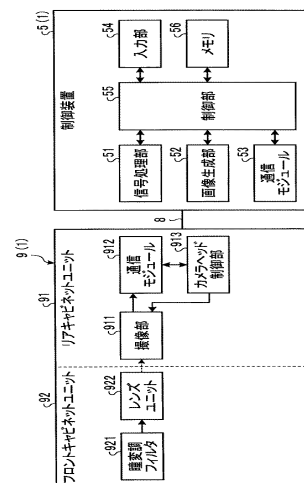 9 (1)
92
フロントキャビネットユニット
91
リアキャビネットユニット
921
瞳変調
フィルタ
922
レンズ
ユニット
911
撮像部
912
通信
モジュール
913
カメラヘッド
制御部
8
5 (1)
制御装置
51
信号処理部
52
画像生成部
53
通信
モジュール
55
制御部
54
入力部
56
メモリ